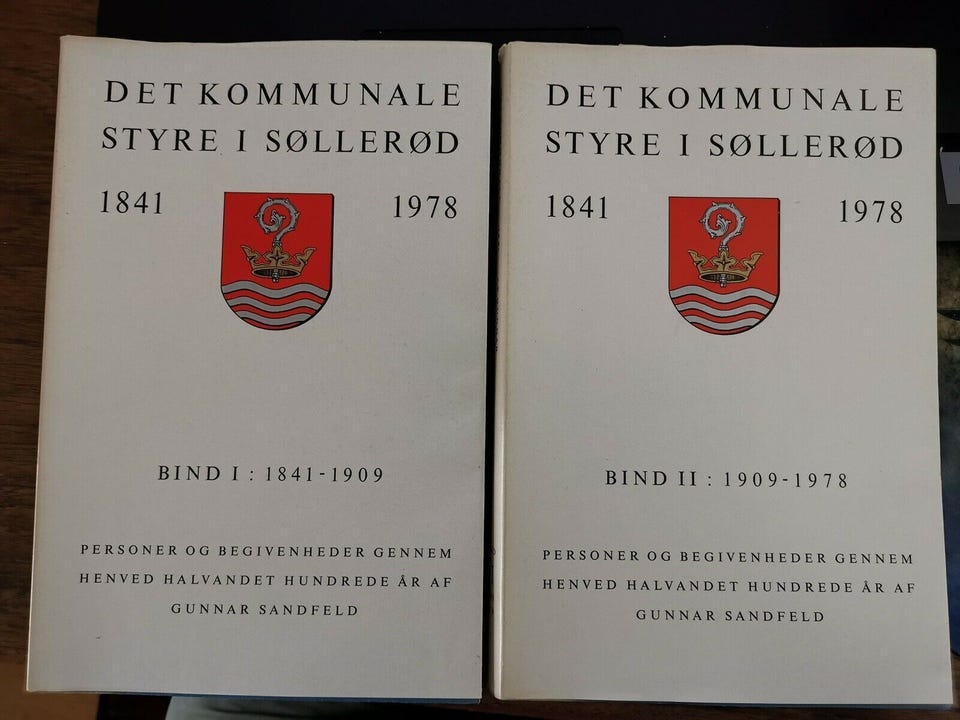 DET KOMMUNALE
STYRE I SØLLERØD
1841 1978
BIND I : 1841-1909
PERSONER OG BEGIVENHEDER GENNEM
HENVED HALVANDET HUNDREDE ÅR AF
GUNNAR SANDFELD
DET KOMMUNALE
STYRE I SØLLERØD
1841 1978
BIND II : 1909-1978
PERSONER OG BEGIVENHEDER GENNEM
HENVED HALVANDET HUNDREDE ÅR AF
GUNNAR SANDFELD